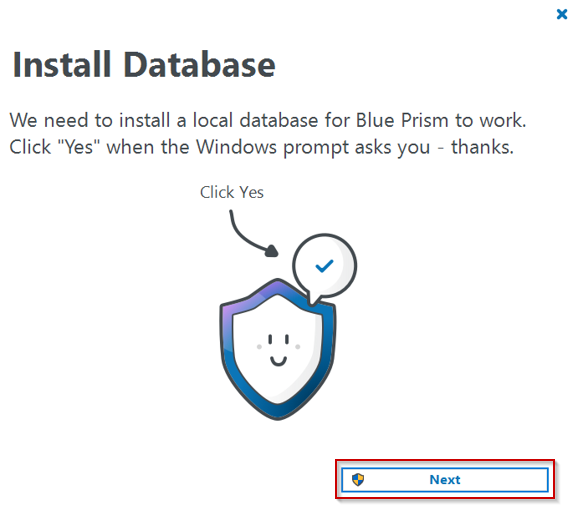 Install Database
We need to install a local database for Blue Prism to work.
Click "Yes" when the Windows prompt asks you - thanks.
Click Yes
Next